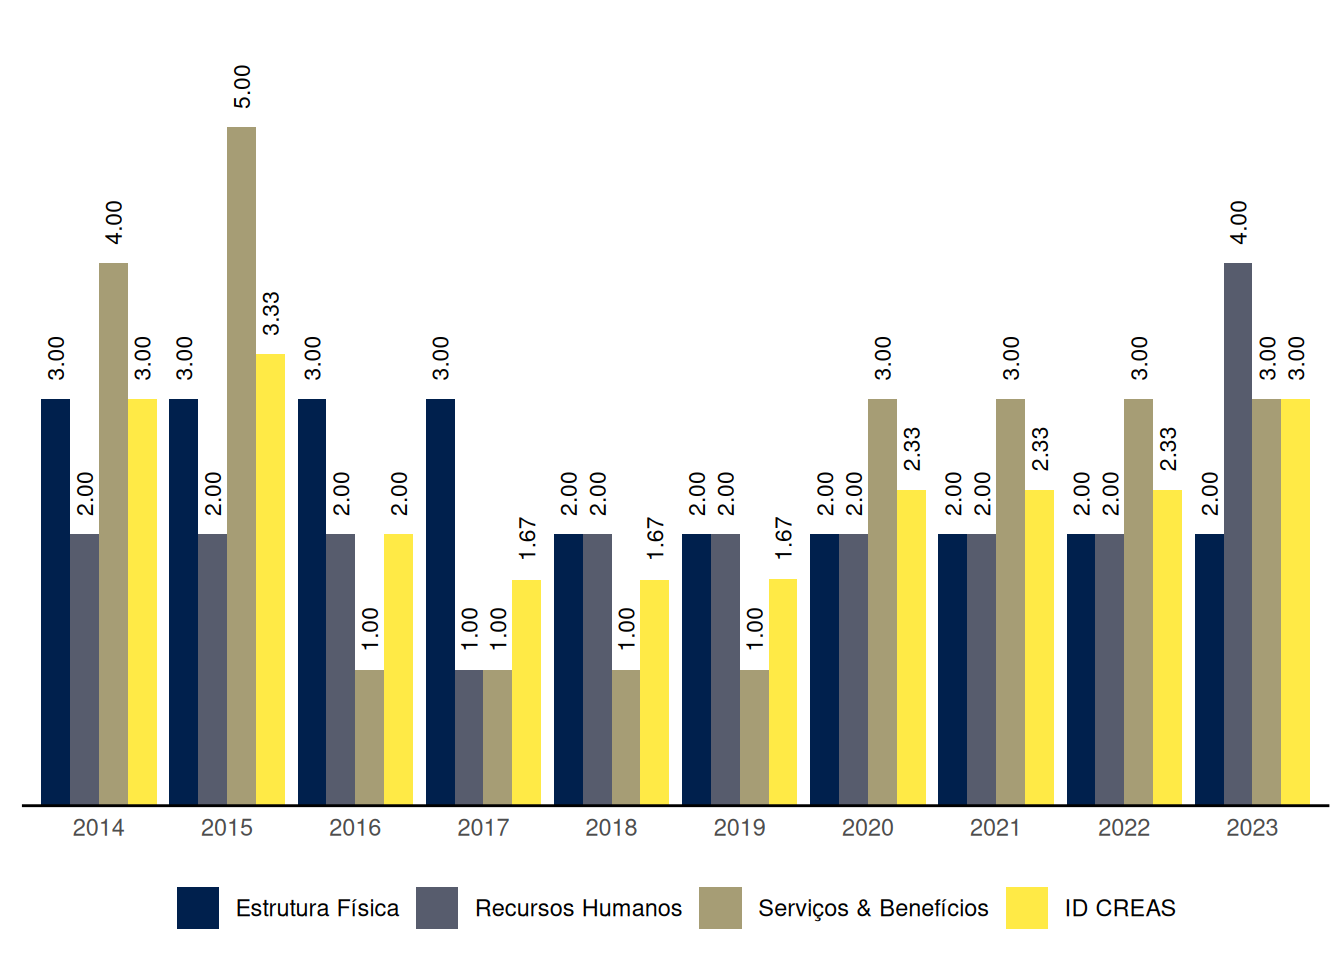 5.00
4.00 4.00
3.33
3.00 3.00 3.00 3.00 3.00 3.00 3.00 3.00 3.00 3.00
2.33 2.33 2.33
2.00 2.00 2.00 2.00 2.00 2.00 2.00 2.00 2.00 2.00 2.00 2.00 2.00 2.00 2.00
1.67 1.67 1.67
1.00 1.00 1.00 1.00 1.00
2014 2015 2016 2017 2018 2019 2020 2021 2022 2023
Estrutura Física Recursos Humanos Serviços & Benefícios ID CREAS